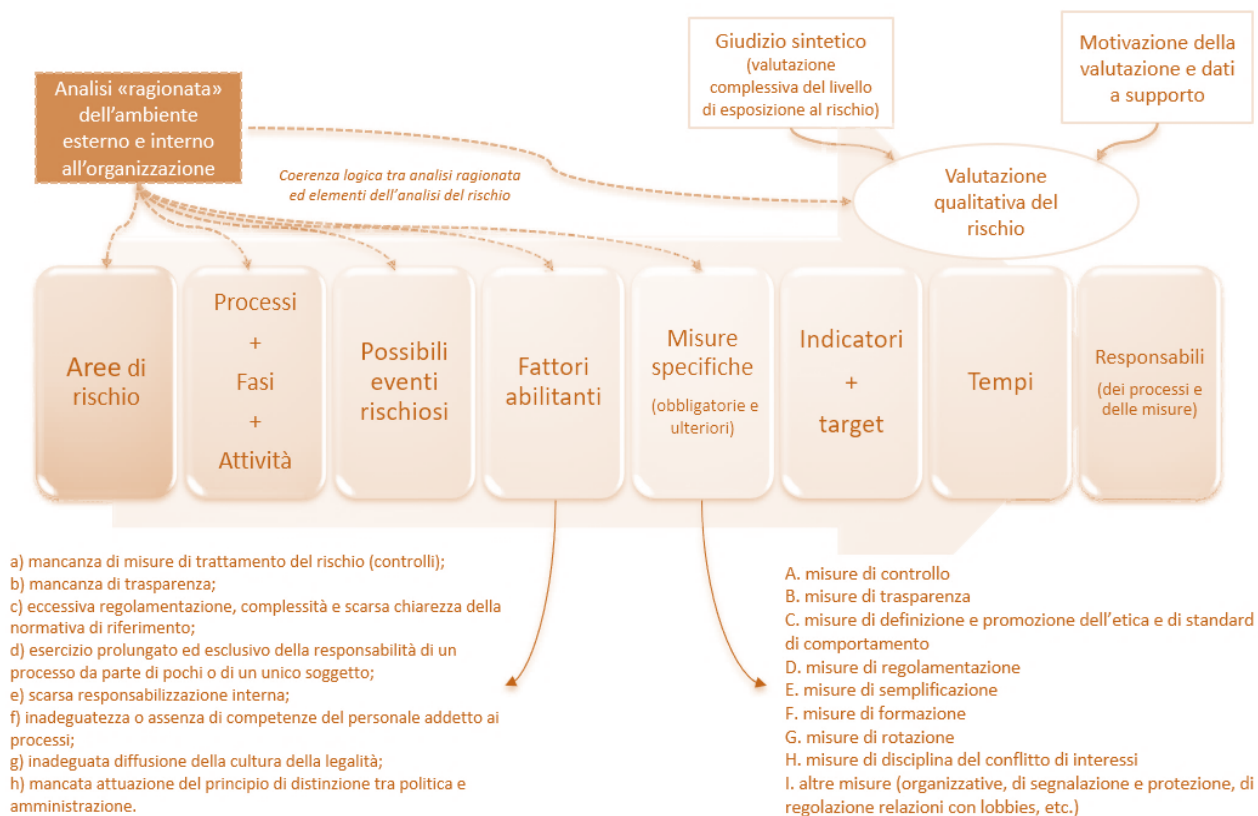 Analisi «ragionata»
dell'ambiente
esterno e interno
all'organizzazione
Giudizio sintetico
(valutazione
complessiva del livello
di esposizione al rischio)
Motivazione della
valutazione e dati
a supporto
Coerenza logica tra analisi ragionata
ed elementi dell'analisi del rischio
Valutazione
qualitativa del
rischio
Aree di
rischio
Processi
+
Fasi
+
Attività
Possibili
eventi
rischiosi
Fattori
abilitanti
Misure
specifiche
(obbligatorie e
ulteriori)
Indicatori
+
target
Tempi
Responsabili
(dei processi e
delle misure)
a) mancanza di misure di trattamento del rischio (controlli);
b) mancanza di trasparenza;
c) eccessiva regolamentazione, complessità e scarsa chiarezza della
normativa di riferimento;
d) esercizio prolungato ed esclusivo della responsabilità di un
processo da parte di pochi o di un unico soggetto;
e) scarsa responsabilizzazione interna;
f) inadeguatezza o assenza di competenze del personale addetto ai
processi;
g) inadeguata diffusione della cultura della legalità;
h) mancata attuazione del principio di distinzione tra politica e
amministrazione.
A. misure di controllo
B. misure di trasparenza
C. misure di definizione e promozione dell'etica e di standard
di comportamento
D. misure di regolamentazione
E. misure di semplificazione
F. misure di formazione
G. misure di rotazione
H. misure di disciplina del conflitto di interessi
I. altre misure (organizzative, di segnalazione e protezione, di
regolazione relazioni con lobbies, etc.)